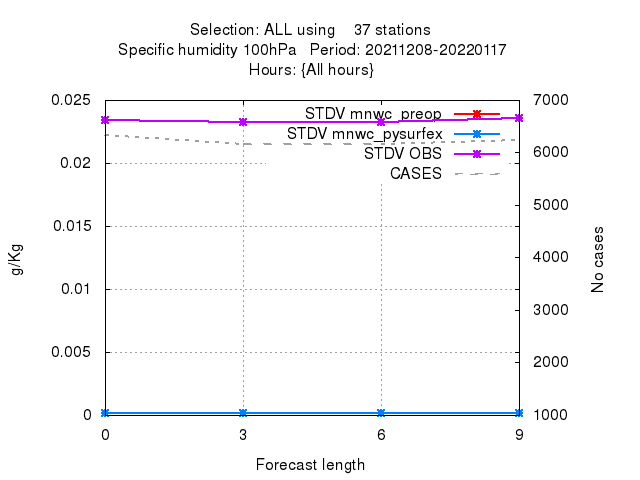 Selection: ALL using    37 stations
Specific humidity 100hPa   Period: 20211208-20220117
Hours: {All hours}
0.025
0.02
0.015
0.01
0.005
0
7000
6000
5000
4000
3000
2000
1000
STDV mnwc_preop
STDV mnwc_pysurfex
STDV OBS
CASES
g/Kg
No cases
0 3 6 9
Forecast length